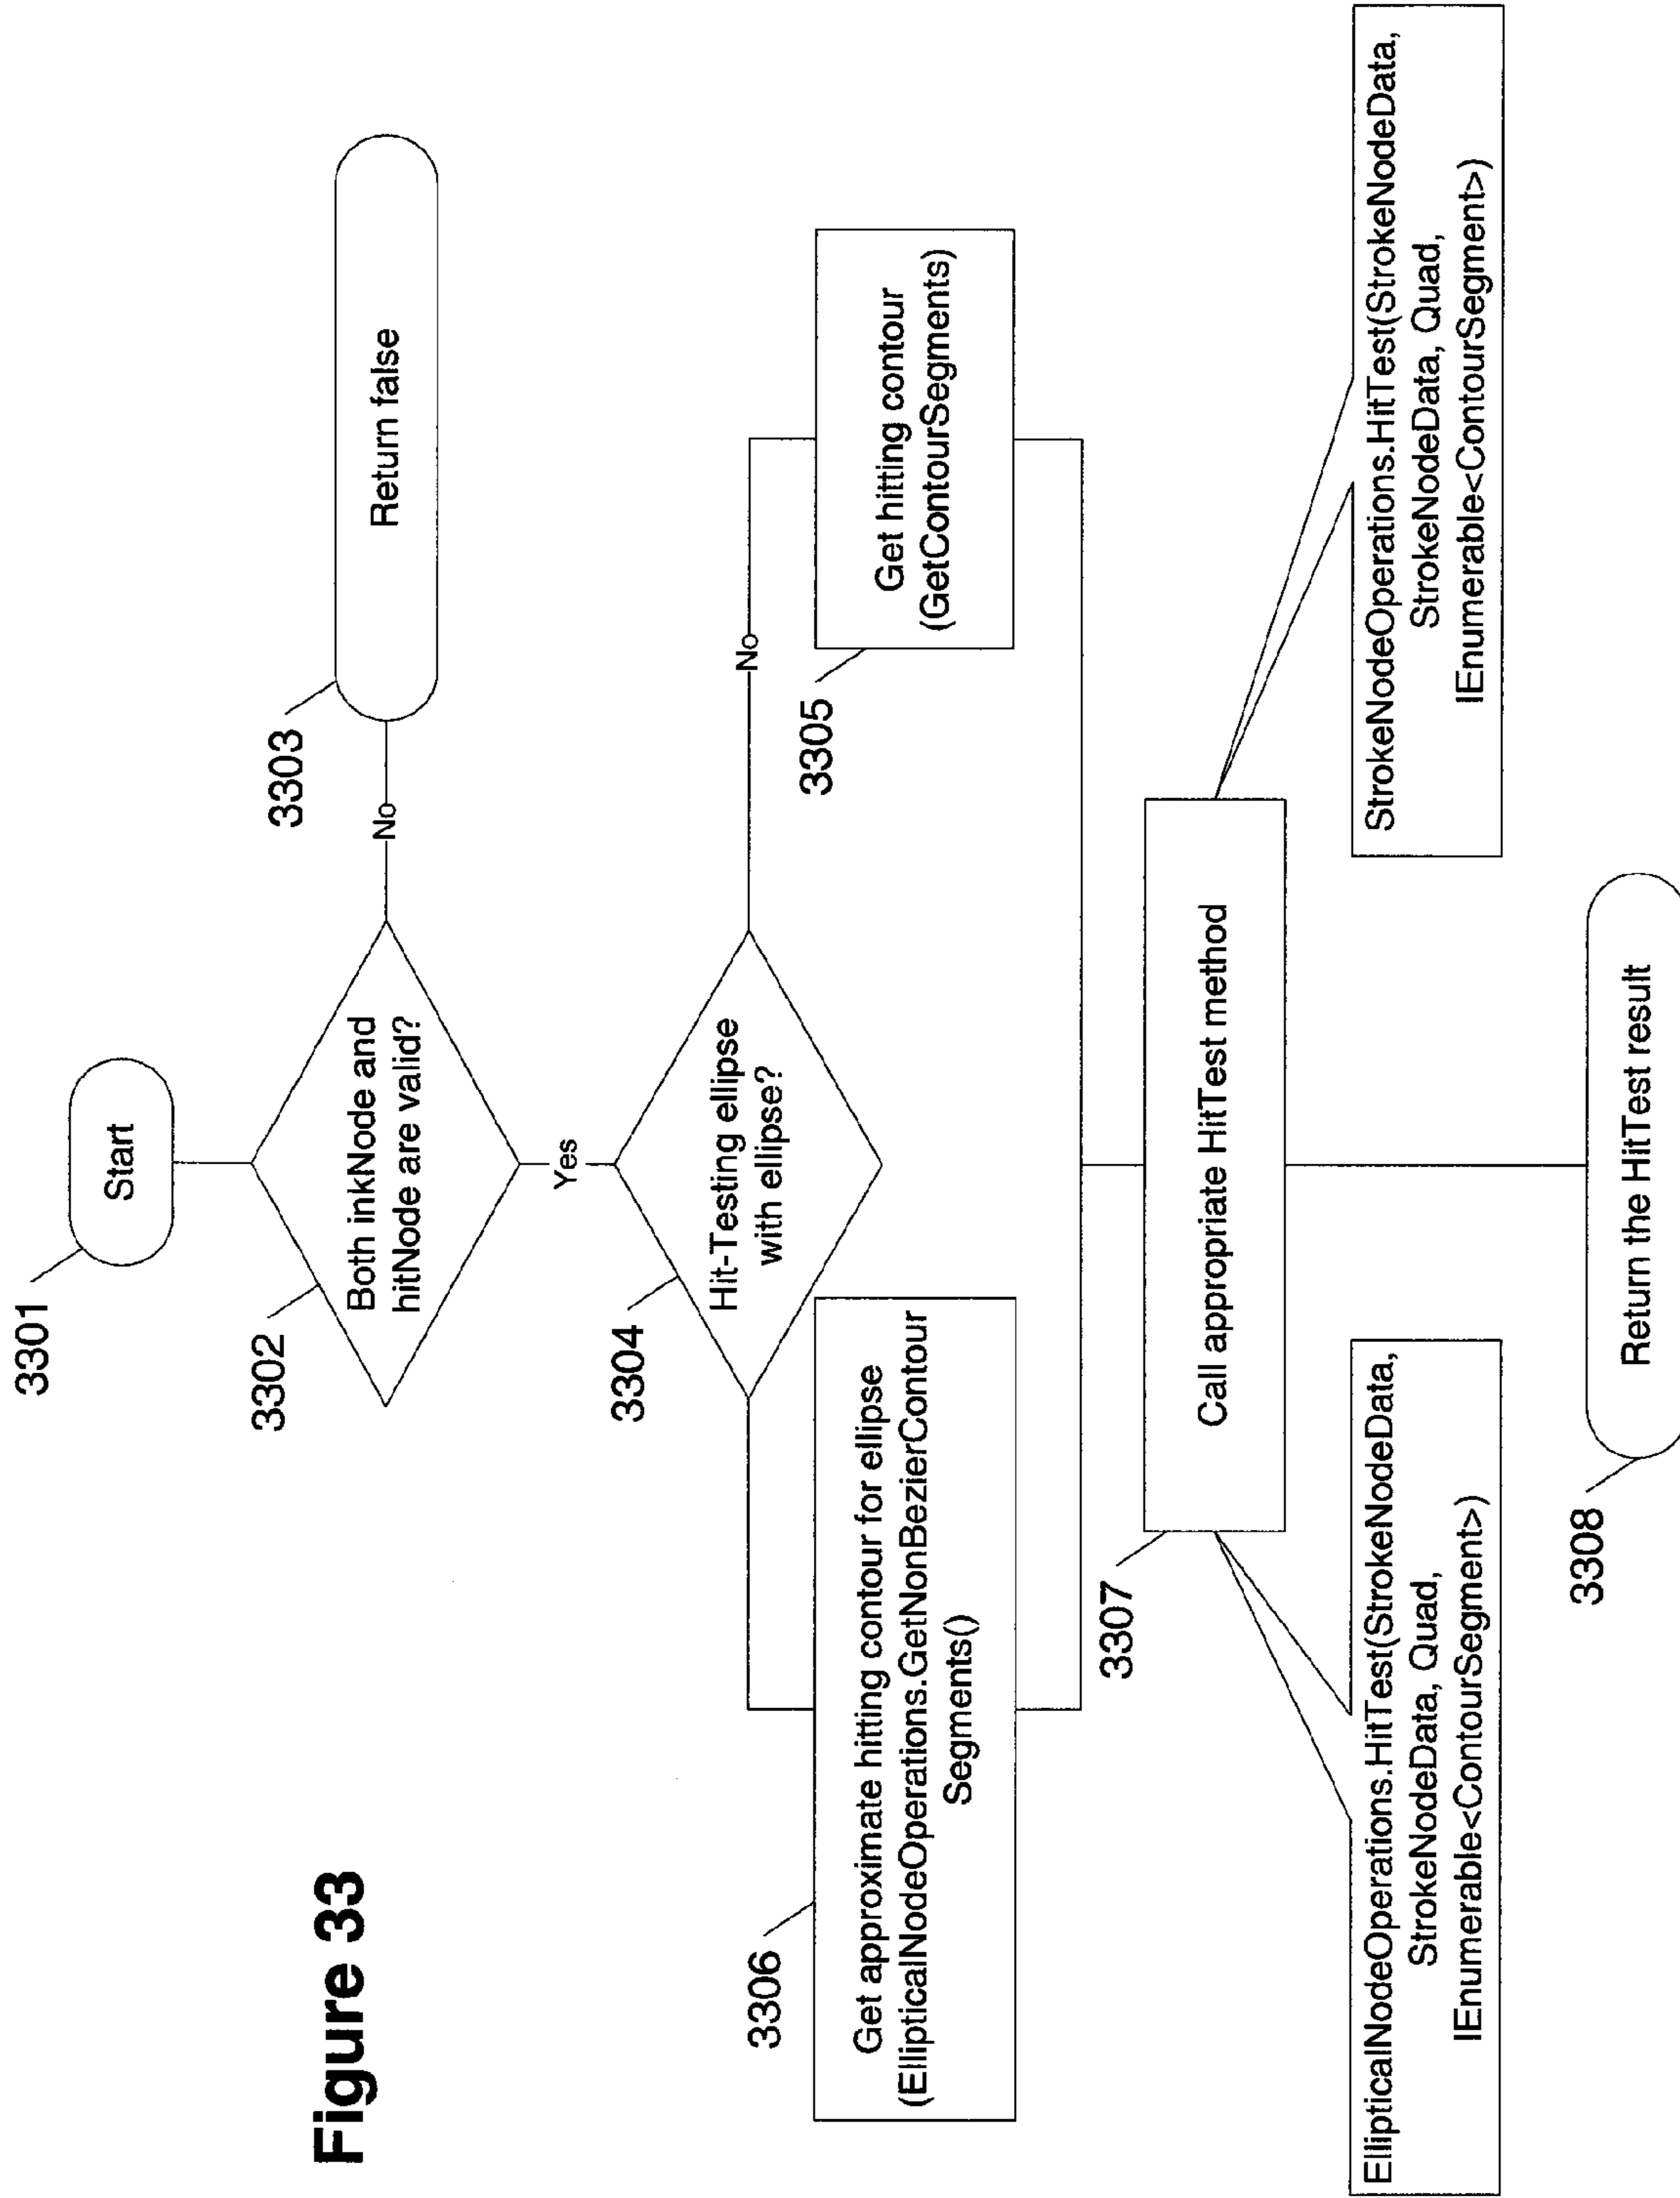 Figure 33
3301
Start
3302
Both inkNode and
hitNode are valid?
No
3303
Return false
Yes
3304
Hit-Testing ellipse
with ellipse?
No
3306
Get approximate hitting contour for ellipse
(EllipticalNodeOperations.GetNonBezierContour
Segments()
3305
Get hitting contour
(GetContourSegments)
3307
Call appropriate HitTest method
EllipticalNodeOperations.HitTest(StrokeNodeData,
StrokeNodeData, Quad,
IEnumerable<ContourSegment>)
StrokeNodeOperations.HitTest(StrokeNodeData,
StrokeNodeData, Quad,
IEnumerable<ContourSegment>)
3308
Return the HitTest result